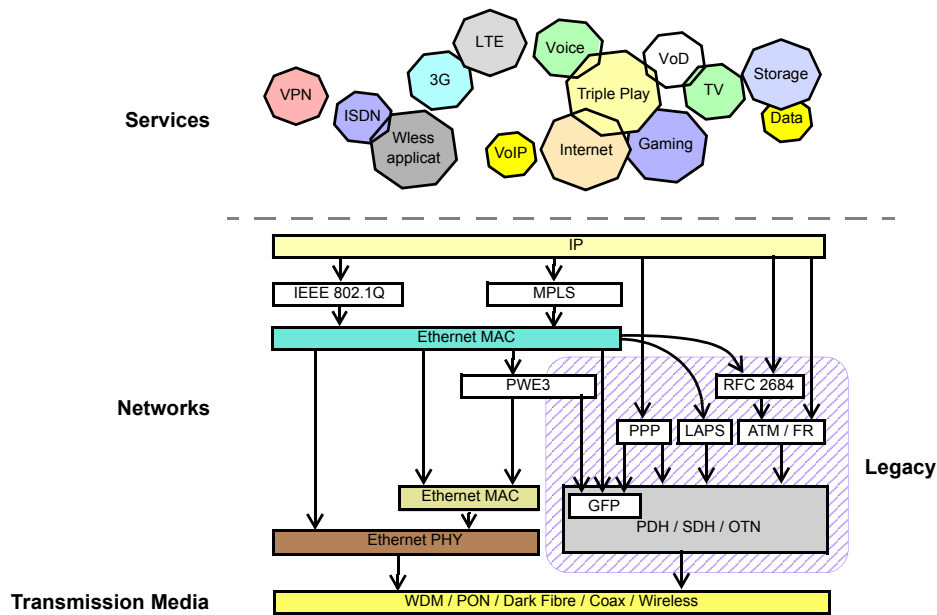 LTE
Voice
VoD
3G
Storage
VPN
Triple Play
TV
Services
ISDN
Data
Wless
applicat
VoIP
Internet
Gaming
IP
IEEE 802.1Q
MPLS
Ethernet MAC
PWE3
RFC 2684
Networks
PPP
LAPS
ATM / FR
Legacy
Ethernet MAC
GFP
PDH / SDH / OTN
Ethernet PHY
Transmission Media
WDM / PON / Dark Fibre / Coax / Wireless